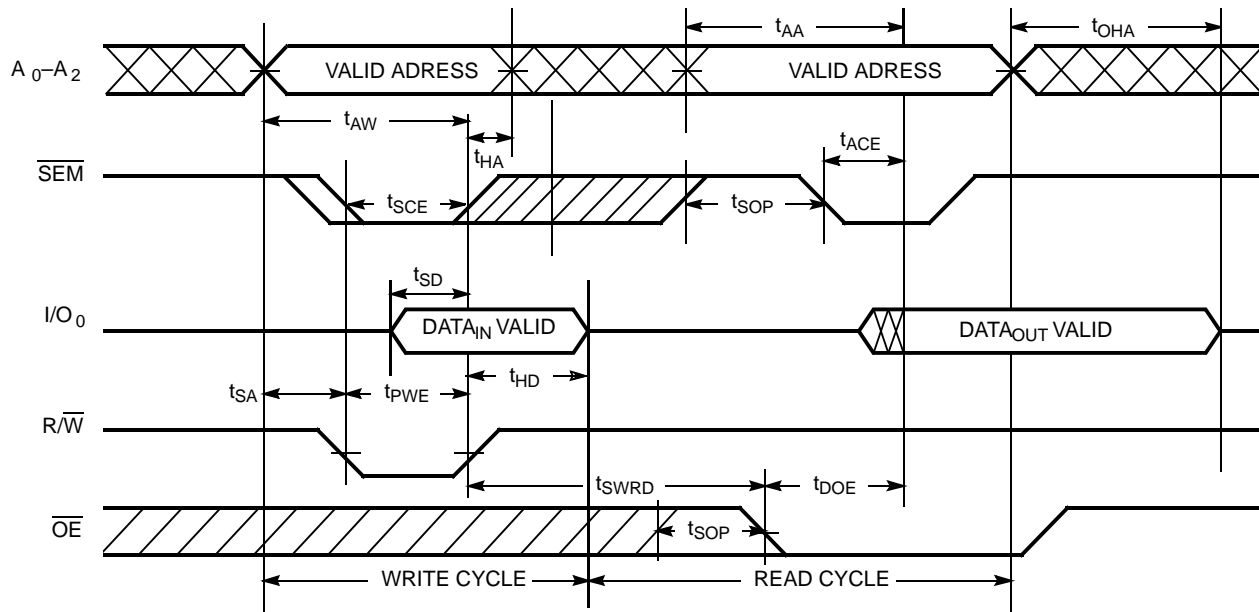 tAA
tOHA
A0–A2
VALID ADRESS
VALID ADRESS
tAW
tHA
tACE
SEM
tSCE
tSOP
tSD
I/O0
DATAIN VALID
DATAOUT VALID
tHD
tSA
tPWE
R/W
tSWRD
tDOE
OE
tSOP
WRITE CYCLE
READ CYCLE